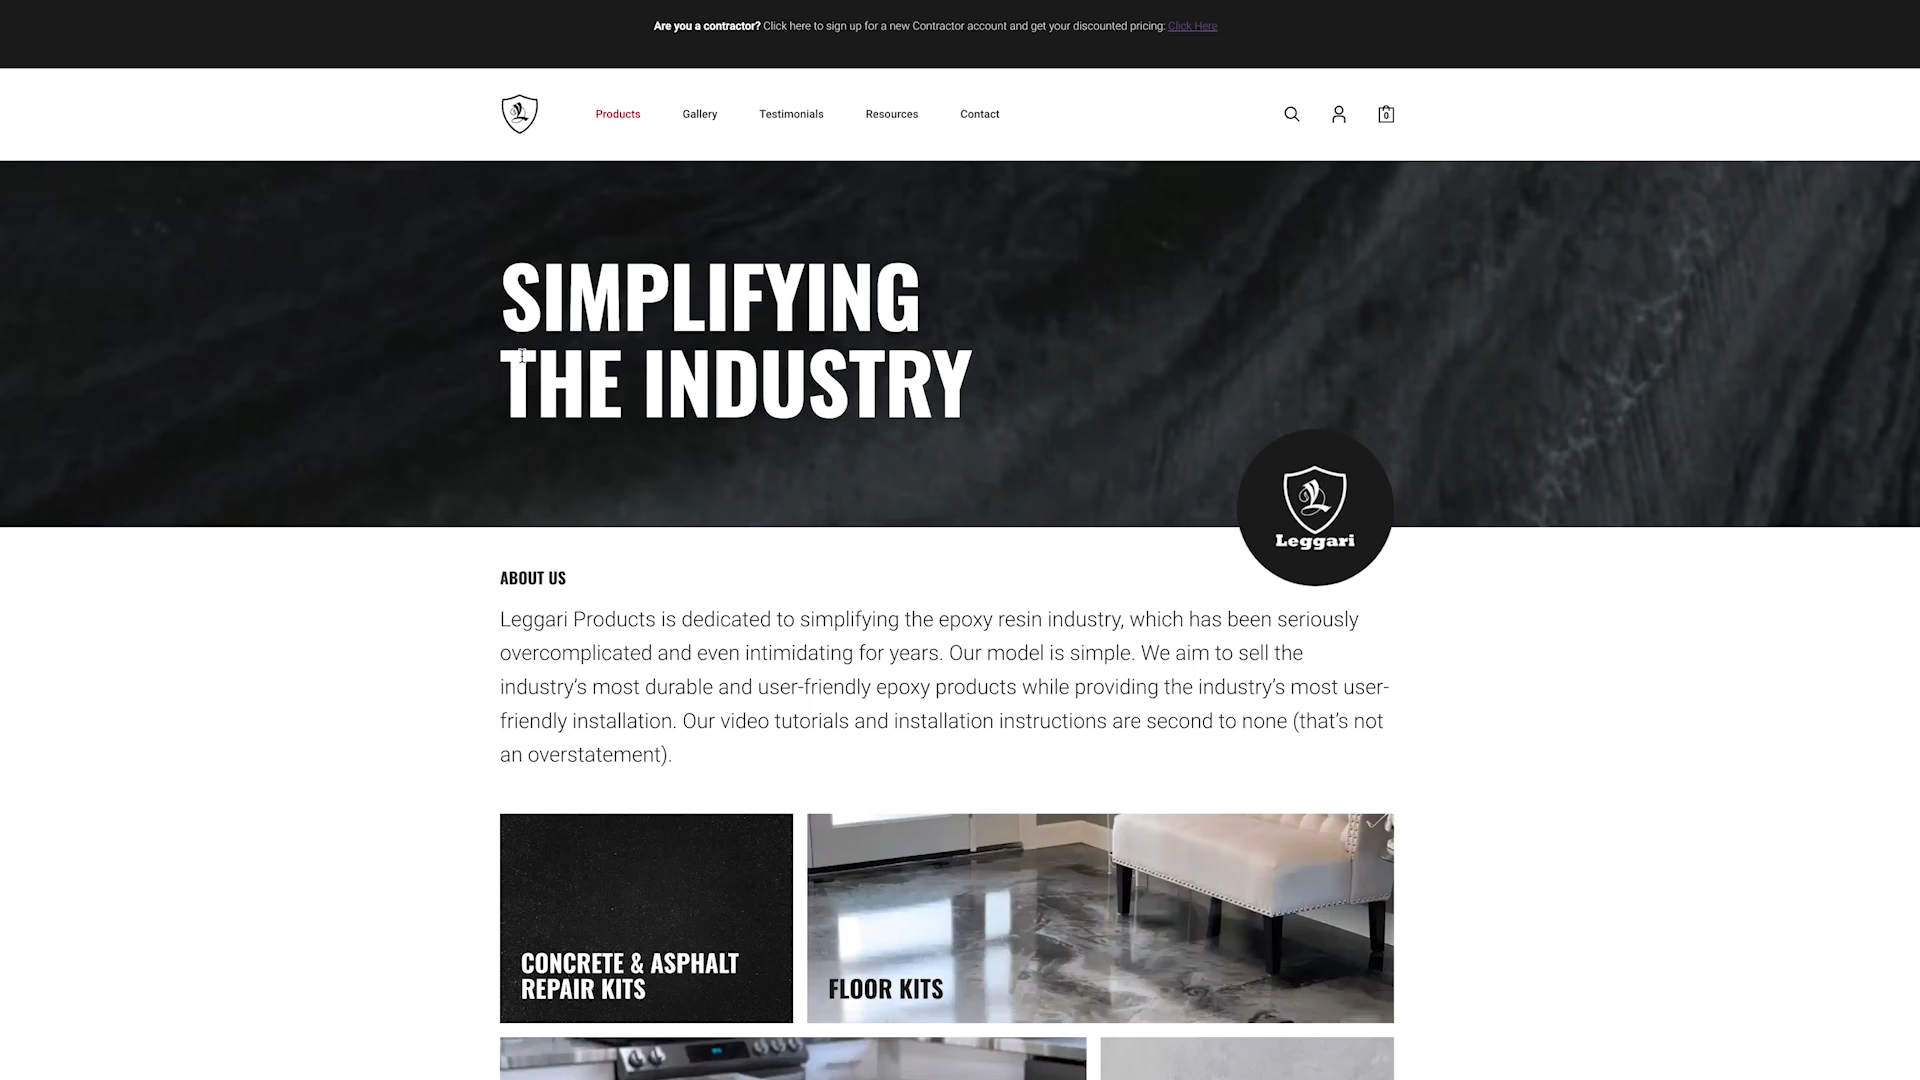 Are you a contractor? Click here to sign up for a new Contractor account and get your discounted pricing: Click Here
Products Gallery Testimonials Resources Contact
0
SIMPLIFYING
THE INDUSTRY
Leggari
ABOUT US
Leggari Products is dedicated to simplifying the epoxy resin industry, which has been seriously
overcomplicated and even intimidating for years. Our model is simple. We aim to sell the
industry’s most durable and user-friendly epoxy products while providing the industry’s most user-
friendly installation. Our video tutorials and installation instructions are second to none (that’s not
an overstatement).
CONCRETE & ASPHALT
REPAIR KITS
FLOOR KITS